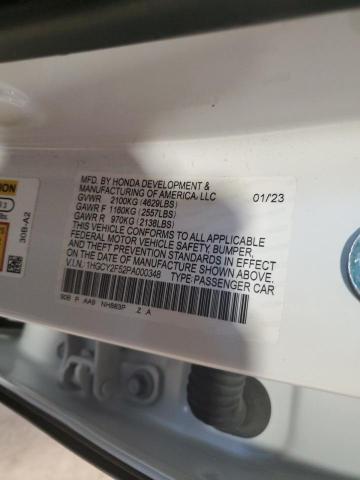 MFD. BY HONDA DEVELOPMENT &
MANUFACTURING OF AMERICA, LLC 01/23
GVWR 2100KG (4629LBS)
GAWR F 1160KG (2557LBS)
GAWR R 970KG (2138LBS)
THIS VEHICLE CONFORMS TO ALL APPLICABLE
FEDERAL MOTOR VEHICLE SAFETY, BUMPER,
AND THEFT PREVENTION STANDARDS IN EFFECT
ON THE DATE OF MANUFACTURE SHOWN ABOVE.
V.I.N.: 1HGCY2F52PA000348 TYPE:PASSENGER CAR
30B P AA9 NH883P Z A
30B-A2